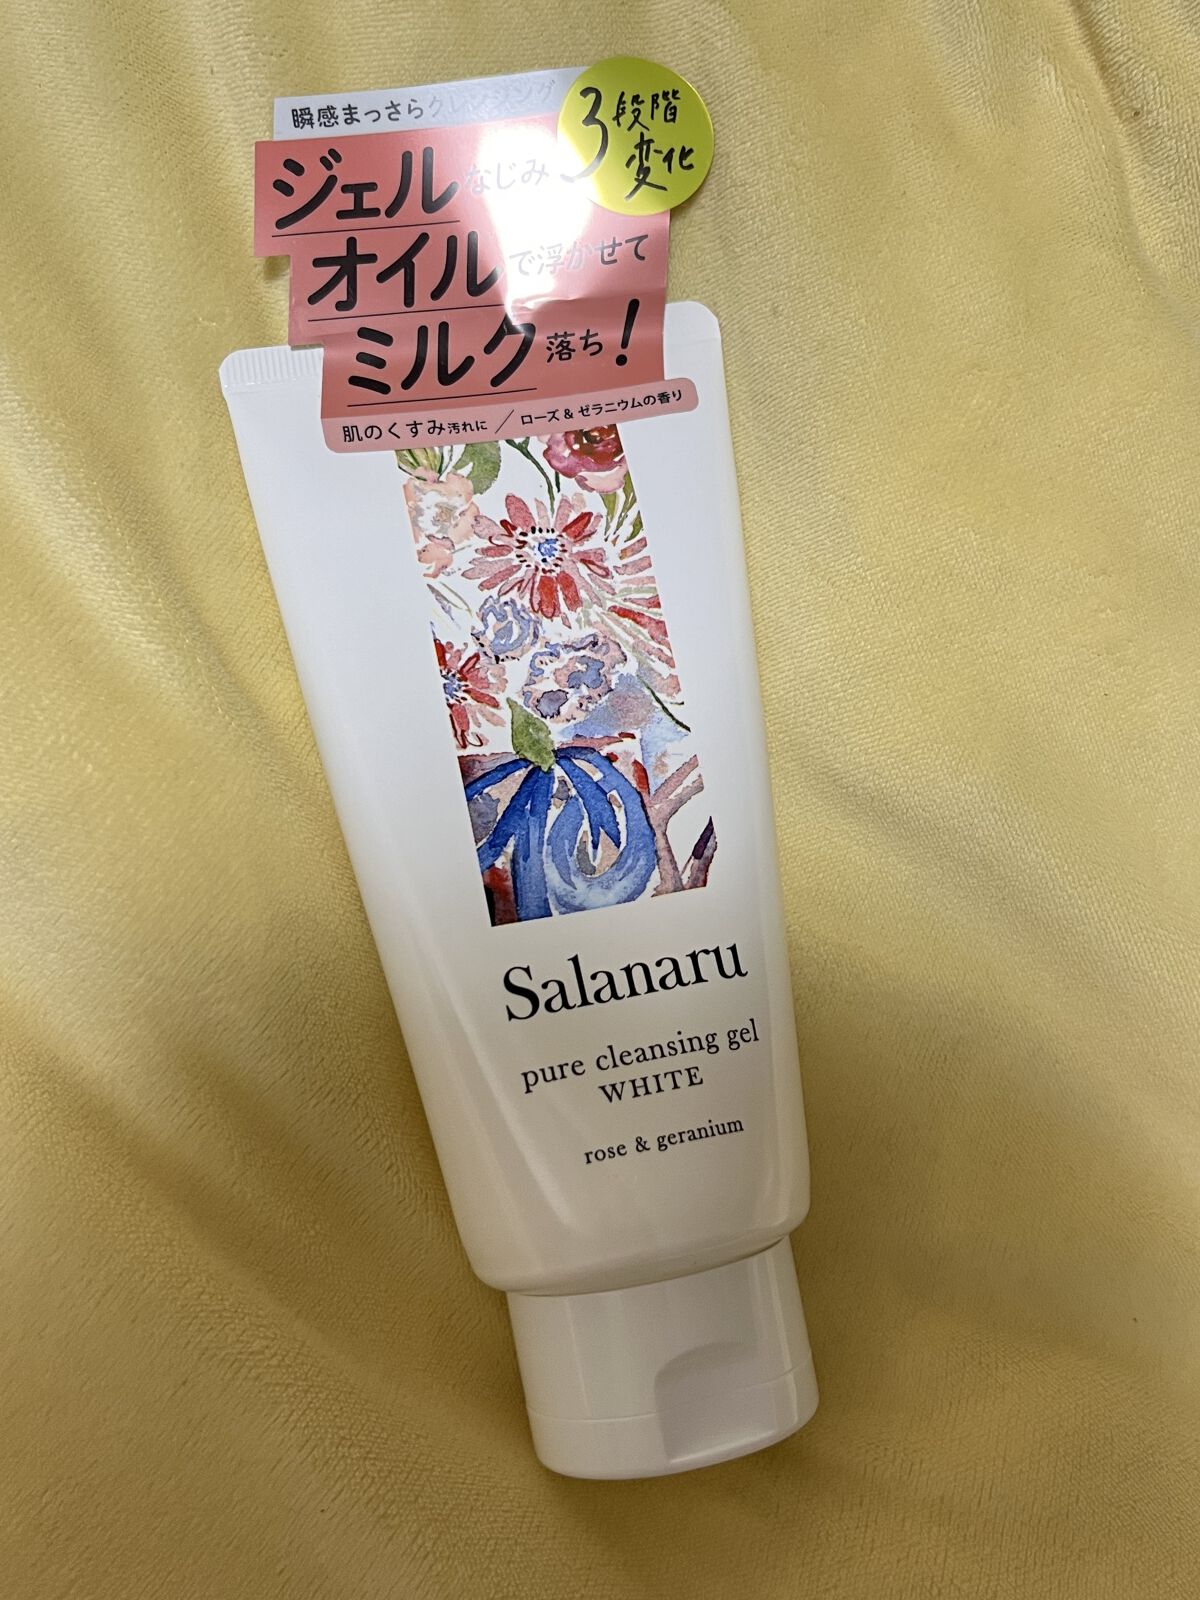 瞬感まっさらクレンジング
3段階
変化
ジェルなじみ
オイルで浮かせて
ミルク落ち！
肌のくすみ汚れに／ローズ&ゼラニウムの香り
Salanaru
pure cleansing gel
WHITE
rose & geranium